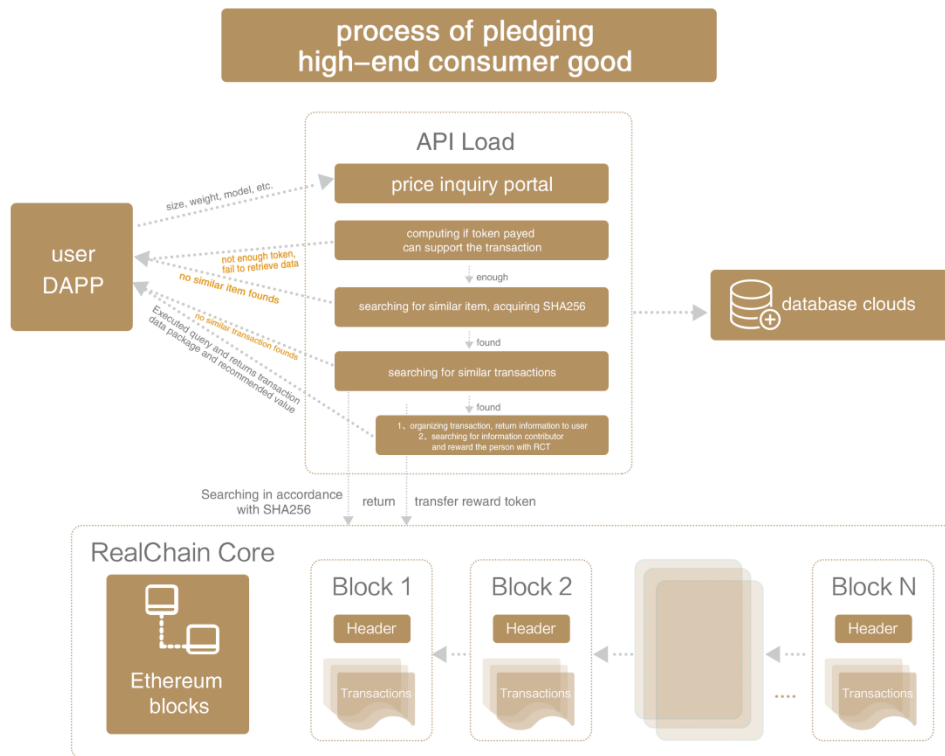 process of pledging
high-end consumer good
API Load
price inquiry portal
size, weight, model, etc.
user
DAPP
computing if token payed
can support the transaction
not enough token,
fail to retrieve data
enough
no similar item founds
searching for similar item, acquiring SHA256
database clouds
found
no similar transaction founds
searching for similar transactions
Executed query and returns transaction
data package and recommended value
found
1、organizing transaction, return information to user
2、searching for information contributor
and reward the person with RCT
Searching in accordance
with SHA256
return
transfer reward token
RealChain Core
Ethereum
blocks
Block 1
Header
Transactions
Block 2
Header
Transactions
....
Block N
Header
Transactions